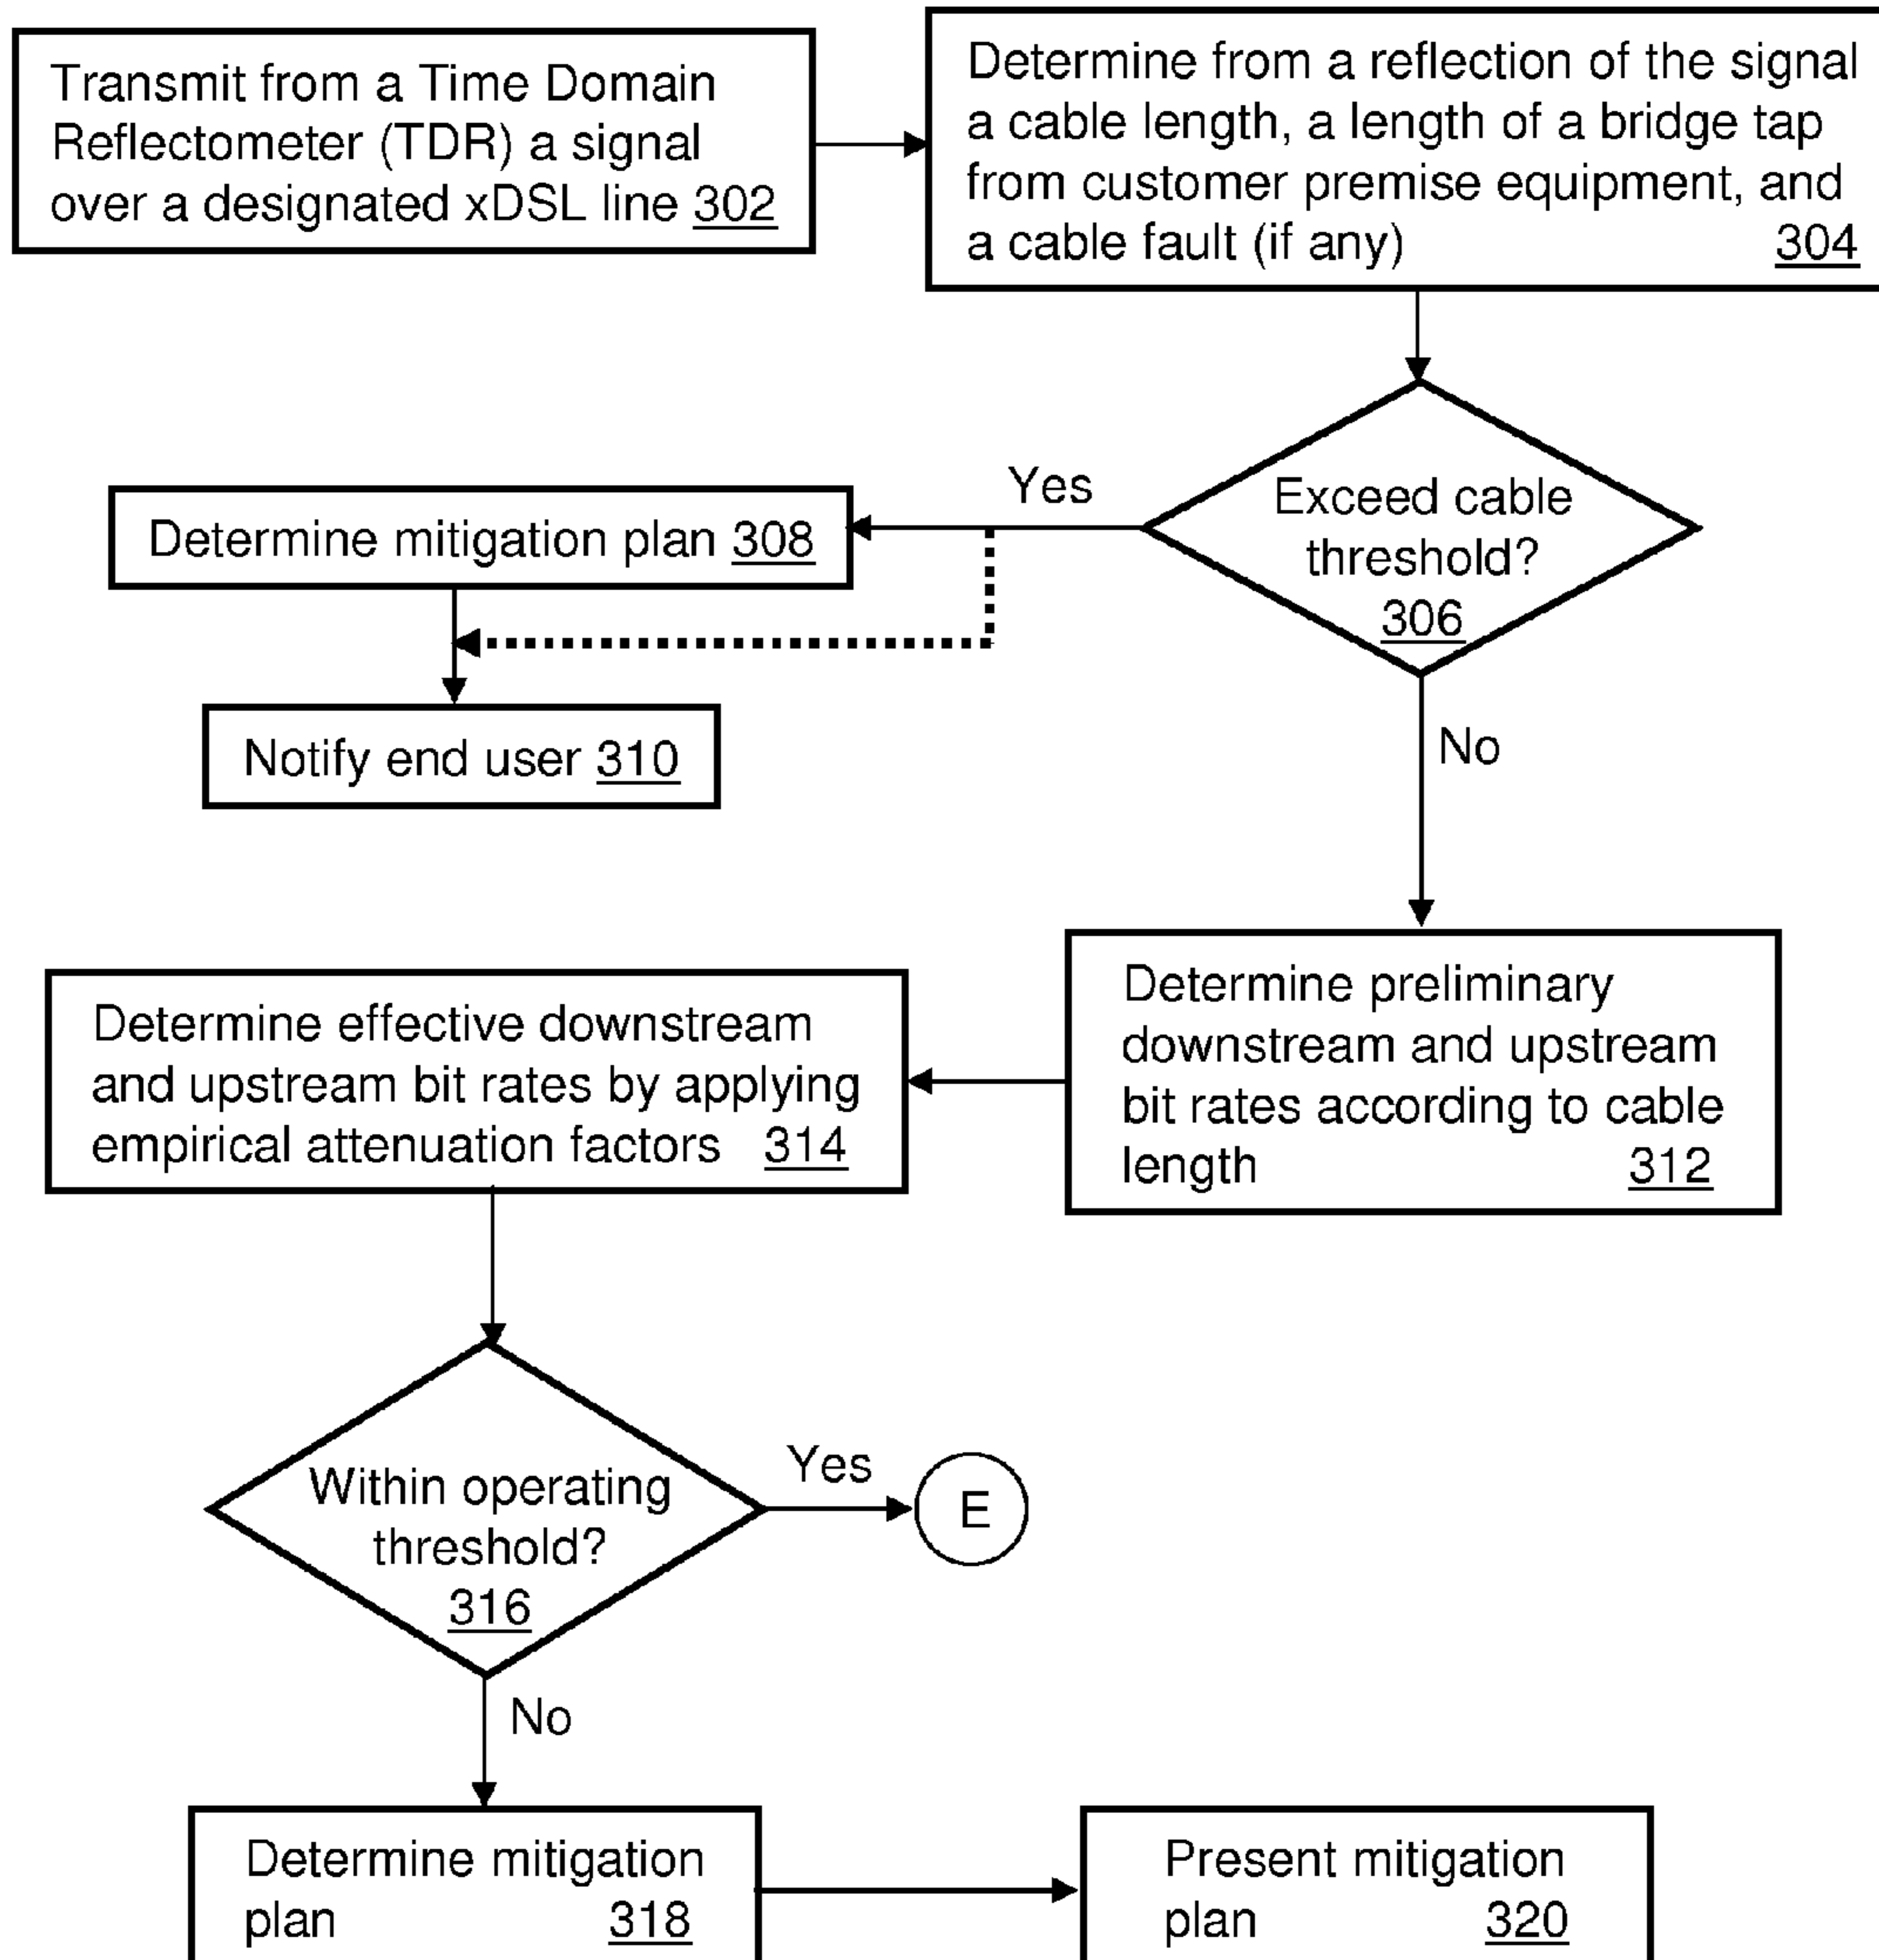 Transmit from a Time Domain
Reflectometer (TDR) a signal
over a designated xDSL line 302
Determine from a reflection of the signal
a cable length, a length of a bridge tap
from customer premise equipment, and
a cable fault (if any) 304
Exceed cable
threshold?
306
Yes
Determine mitigation plan 308
Notify end user 310
No
Determine preliminary
downstream and upstream
bit rates according to cable
length 312
Determine effective downstream
and upstream bit rates by applying
empirical attenuation factors 314
Within operating
threshold?
316
Yes
E
No
Determine mitigation
plan 318
Present mitigation
plan 320